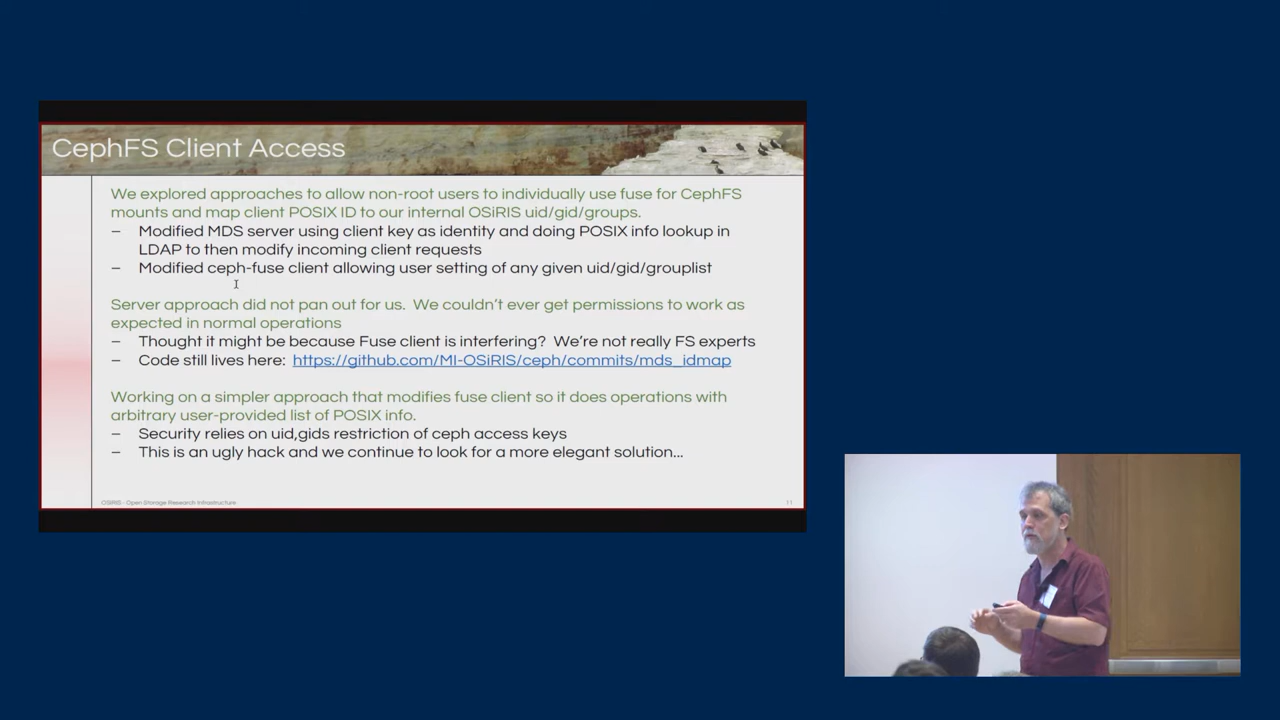 CephFS Client Access
We explored approaches to allow non-root users to individually use fuse for CephFS
mounts and map client POSIX ID to our internal OSiRIS uid/gid/groups.
– Modified MDS server using client key as identity and doing POSIX info lookup in
LDAP to then modify incoming client requests
– Modified ceph-fuse client allowing user setting of any given uid/gid/grouplist
Server approach did not pan out for us. We couldn't ever get permissions to work as
expected in normal operations
– Thought it might be because Fuse client is interfering? We're not really FS experts
– Code still lives here: https://github.com/MI-OSiRIS/ceph/commits/mds_idmap
Working on a simpler approach that modifies fuse client so it does operations with
arbitrary user-provided list of POSIX info.
– Security relies on uid,gids restriction of ceph access keys
– This is an ugly hack and we continue to look for a more elegant solution...
OSiRIS - Open Storage Research Infrastructure
11